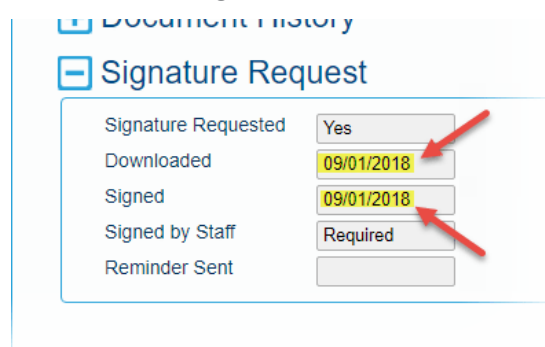 Document History
Signature Request
Signature Requested Yes
Downloaded 09/01/2018
Signed 09/01/2018
Signed by Staff Required
Reminder Sent